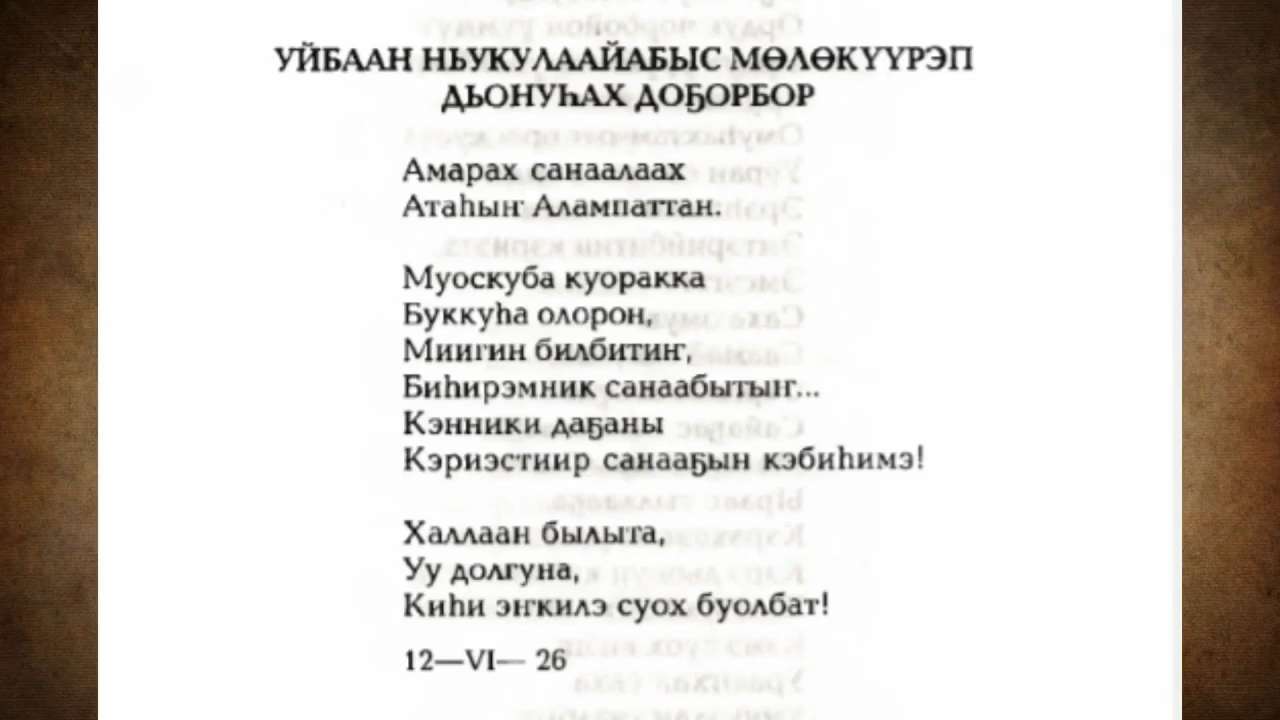 УЙБААН НЬУКУЛААЙАБЫС МӨЛӨКҮҮРЭП
ДЬОНУҺАХ ДОҔОРБОР
Амарах санаалаах
Атаһыҥ Алампаттан.
Муоскуба куоракка
Буккуһа олорон,
Миигин билбитиҥ,
Биһирэмник санаабытыҥ...
Кэнники даҕаны
Кэриэстиир санааҕын кэбиһимэ!
Халлаан былыта,
Уу долгуна,
Киһи эҥкилэ суох буолбат!
12—VI— 26